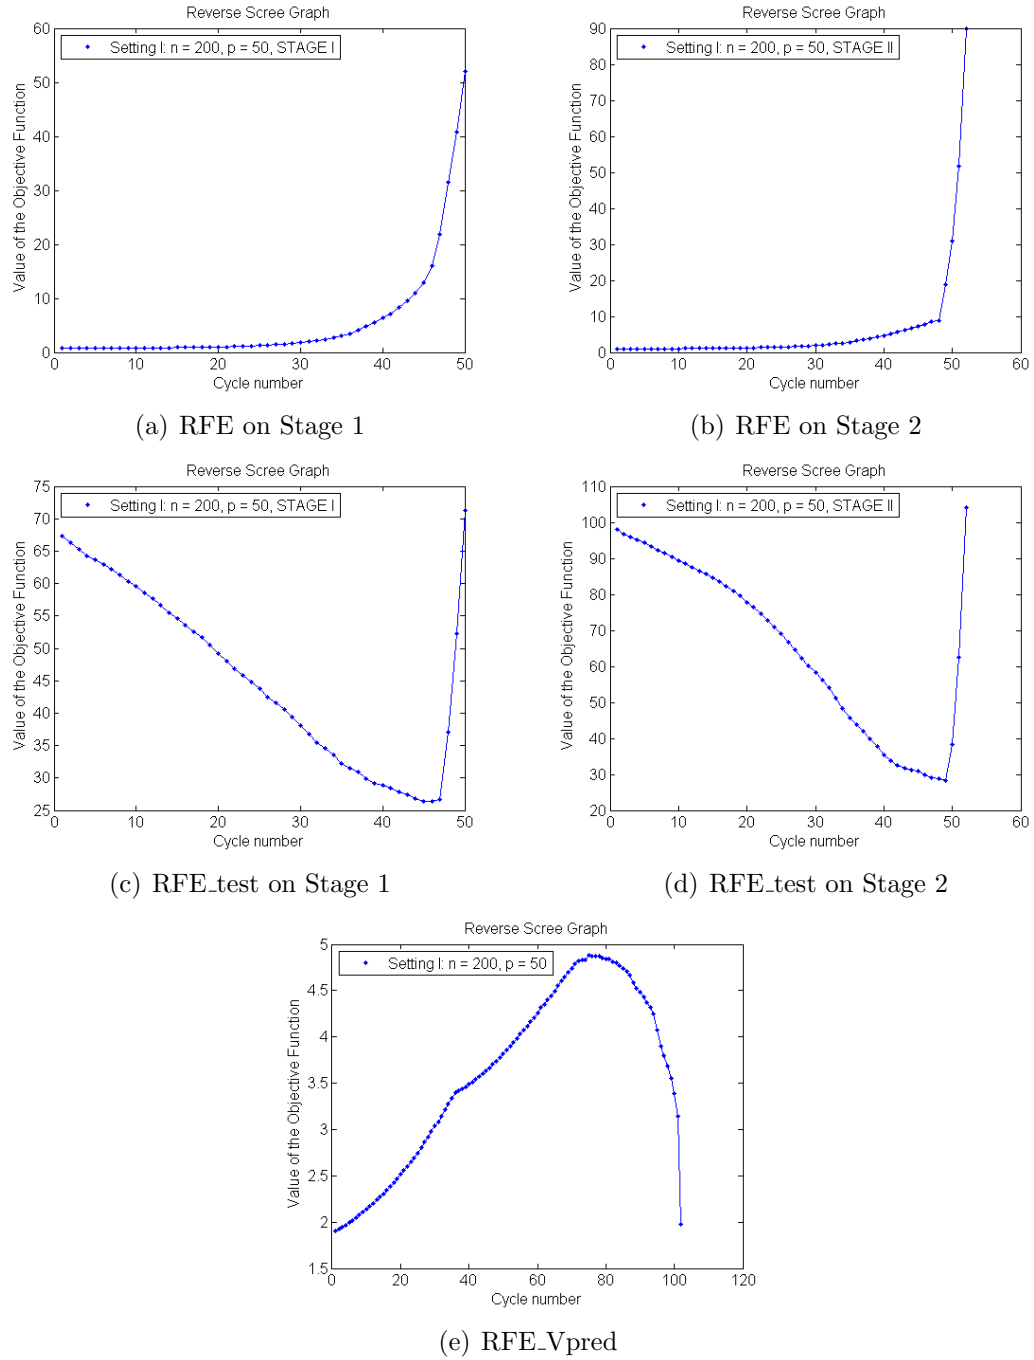 Reverse Scree Graph
Value of the Objective Function
60
50
40
30
20
10
0
Setting I: n = 200, p = 50, STAGE I
0 10 20 30 40 50
Cycle number
(a) RFE on Stage 1
Reverse Scree Graph
Value of the Objective Function
90
80
70
60
50
40
30
20
10
0
Setting I: n = 200, p = 50, STAGE II
0 10 20 30 40 50 60
Cycle number
(b) RFE on Stage 2
Reverse Scree Graph
Value of the Objective Function
75
70
65
60
55
50
45
40
35
30
25
Setting I: n = 200, p = 50, STAGE I
0 10 20 30 40 50
Cycle number
(c) RFE_test on Stage 1
Reverse Scree Graph
Value of the Objective Function
110
100
90
80
70
60
50
40
30
20
Setting I: n = 200, p = 50, STAGE II
0 10 20 30 40 50 60
Cycle number
(d) RFE_test on Stage 2
Reverse Scree Graph
Value of the Objective Function
5
4.5
4
3.5
3
2.5
2
1.5
Setting I: n = 200, p = 50
0 20 40 60 80 100 120
Cycle number
(e) RFE_Vpred